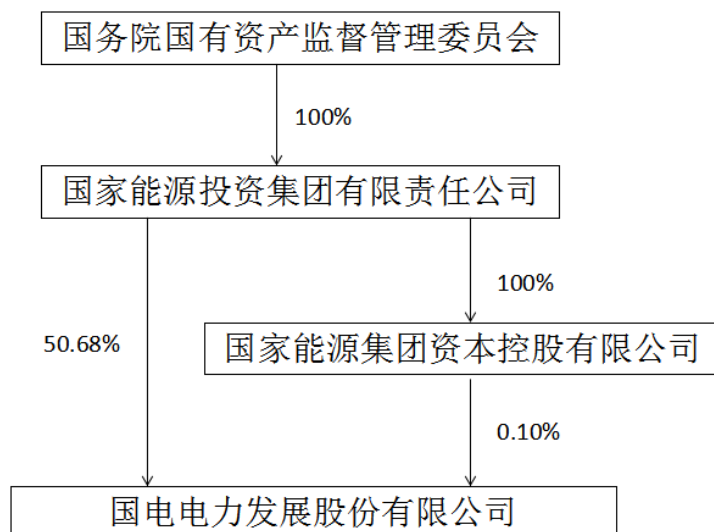 国务院国有资产监督管理委员会
100%
国家能源投资集团有限责任公司
100%
50.68%
国家能源集团资本控股有限公司
0.10%
国电电力发展股份有限公司